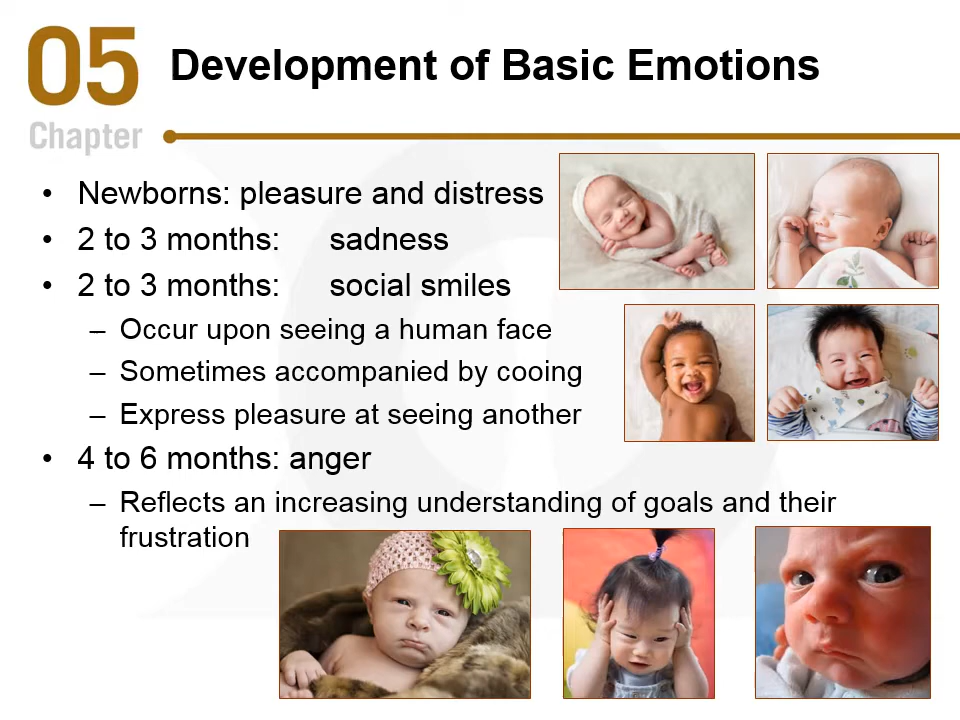 05
Chapter
Development of Basic Emotions
• Newborns: pleasure and distress
• 2 to 3 months: sadness
• 2 to 3 months: social smiles
– Occur upon seeing a human face
– Sometimes accompanied by cooing
– Express pleasure at seeing another
• 4 to 6 months: anger
– Reflects an increasing understanding of goals and their
frustration